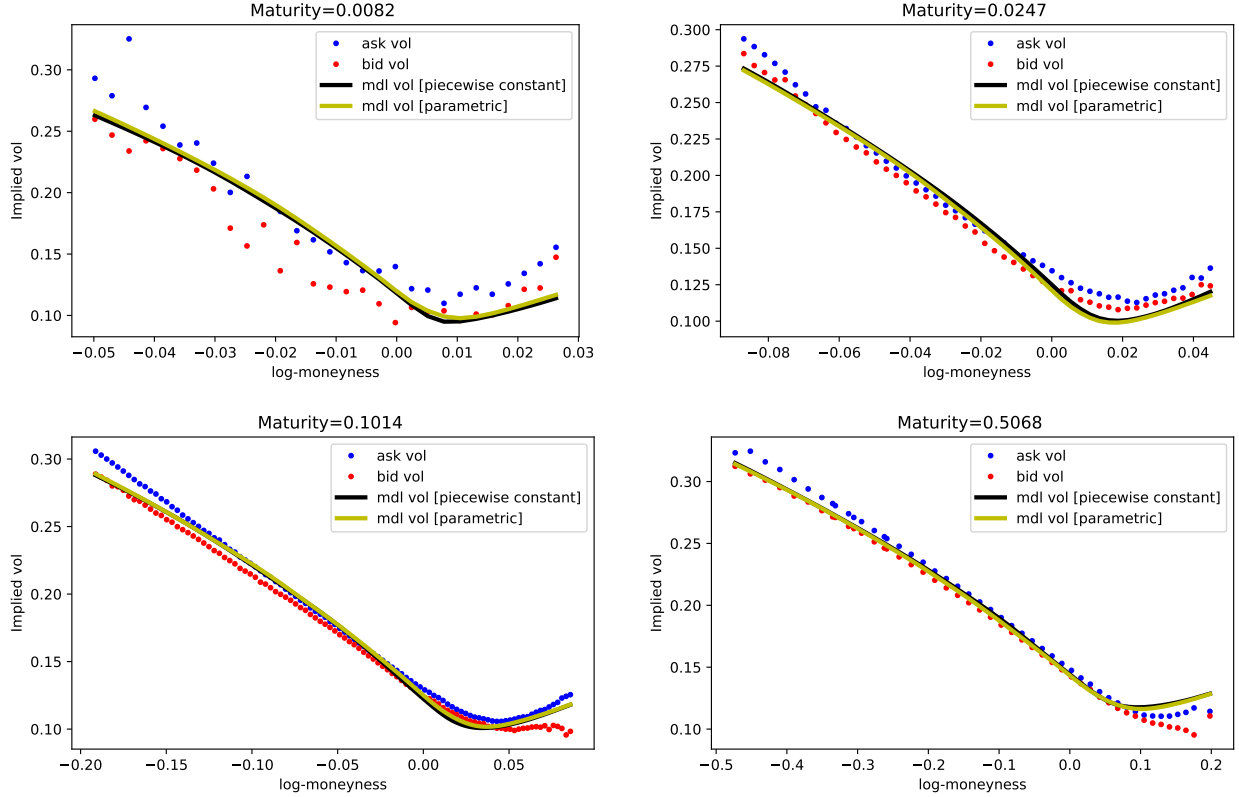 Maturity=0.0082
Implied vol
0.30
0.25
0.20
0.15
0.10
ask vol
bid vol
mdl vol [piecewise constant]
mdl vol [parametric]
−0.05 −0.04 −0.03 −0.02 −0.01 0.00 0.01 0.02 0.03
log-moneyness
Maturity=0.0247
Implied vol
0.300
0.275
0.250
0.225
0.200
0.175
0.150
0.125
0.100
ask vol
bid vol
mdl vol [piecewise constant]
mdl vol [parametric]
−0.08 −0.06 −0.04 −0.02 0.00 0.02 0.04
log-moneyness
Maturity=0.1014
Implied vol
0.30
0.25
0.20
0.15
0.10
ask vol
bid vol
mdl vol [piecewise constant]
mdl vol [parametric]
−0.20 −0.15 −0.10 −0.05 0.00 0.05
log-moneyness
Maturity=0.5068
Implied vol
0.30
0.25
0.20
0.15
0.10
ask vol
bid vol
mdl vol [piecewise constant]
mdl vol [parametric]
−0.5 −0.4 −0.3 −0.2 −0.1 0.0 0.1 0.2
log-moneyness